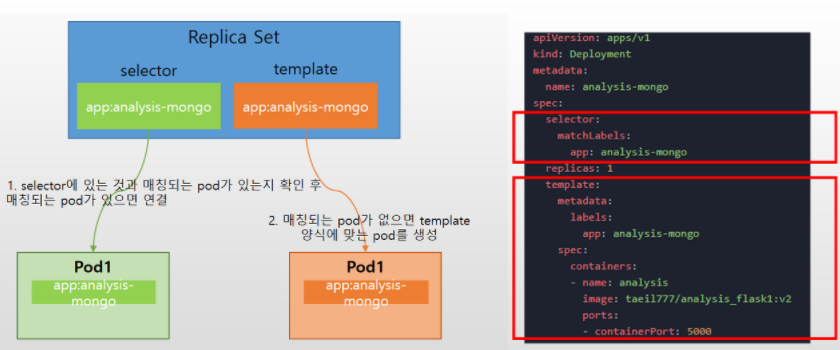 Replica Set
selector
template
app:analysis-mongo
app:analysis-mongo
1. selector에 있는 것과 매칭되는 pod가 있는지 확인 후
매칭되는 pod가 있으면 연결
2. 매칭되는 pod가 없으면 template
양식에 맞는 pod를 생성
Pod1
app:analysis-
mongo
Pod1
app:analysis-
mongo
apiVersion: apps/v1
kind: Deployment
metadata:
  name: analysis-mongo
spec:
  selector:
    matchLabels:
      app: analysis-mongo
  replicas: 1
  template:
    metadata:
      labels:
        app: analysis-mongo
    spec:
      containers:
      - name: analysis
        image: taeil777/analysis_flask1:v2
        ports:
        - containerPort: 5000